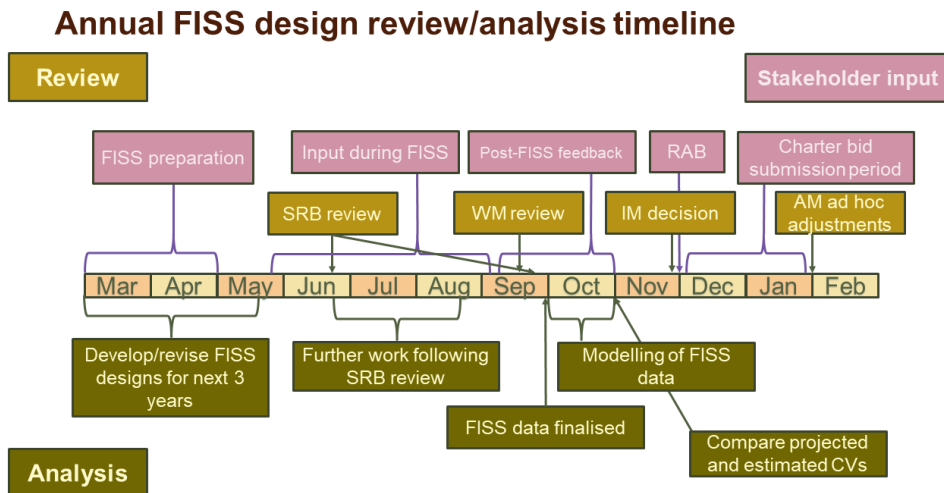 Annual FISS design review/analysis timeline
Review
Stakeholder input
FISS preparation
Input during FISS
Post-FISS feedback
RAB
Charter bid
submission period
SRB review
WM review
IM decision
AM ad hoc
adjustments
Mar Apr May Jun Jul Aug Sep Oct Nov Dec Jan Feb
Develop/revise FISS
designs for next 3
years
Further work following
SRB review
Modelling of FISS
data
FISS data finalised
Compare projected
and estimated CVs
Analysis